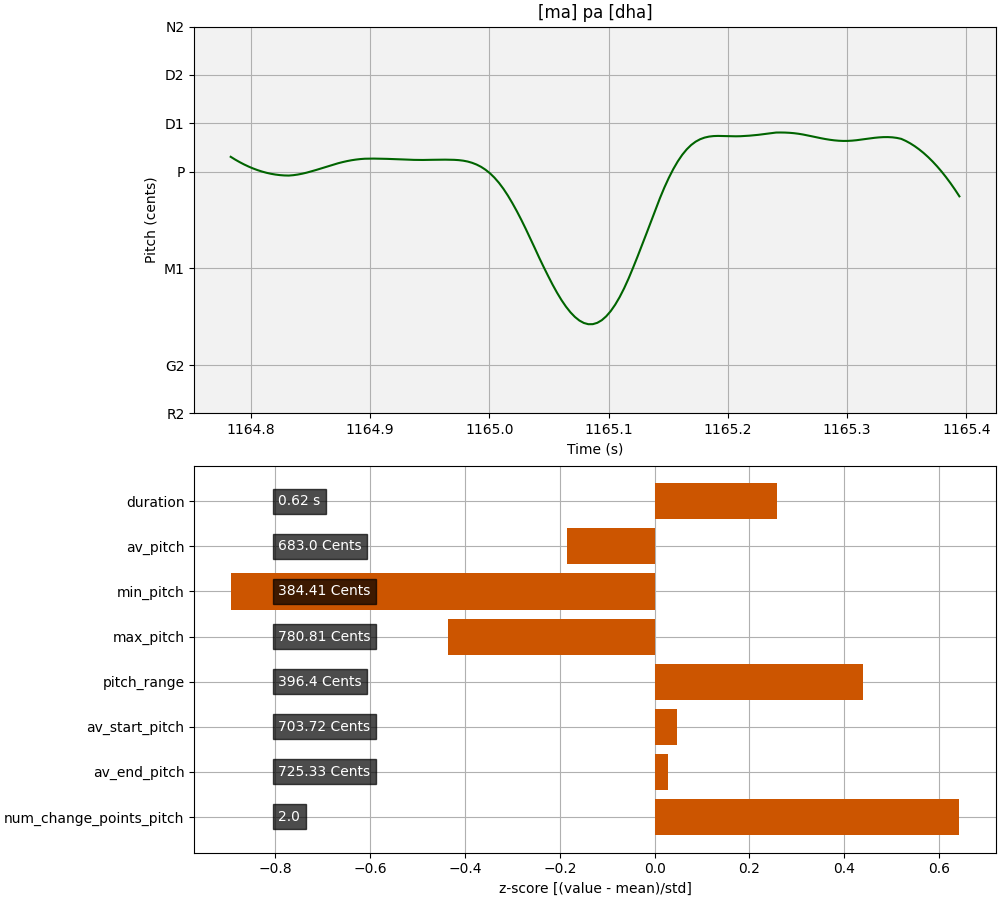 [ma] pa [dha]
N2
D2
D1
P
M1
G2
R2
Pitch (cents)
1164.8 1164.9 1165.0 1165.1 1165.2 1165.3 1165.4
Time (s)
duration 0.62 s
av_pitch 683.0 Cents
min_pitch 384.41 Cents
max_pitch 780.81 Cents
pitch_range 396.4 Cents
av_start_pitch 703.72 Cents
av_end_pitch 725.33 Cents
num_change_points_pitch 2.0
−0.8 −0.6 −0.4 −0.2 0.0 0.2 0.4 0.6
z-score [(value - mean)/std]